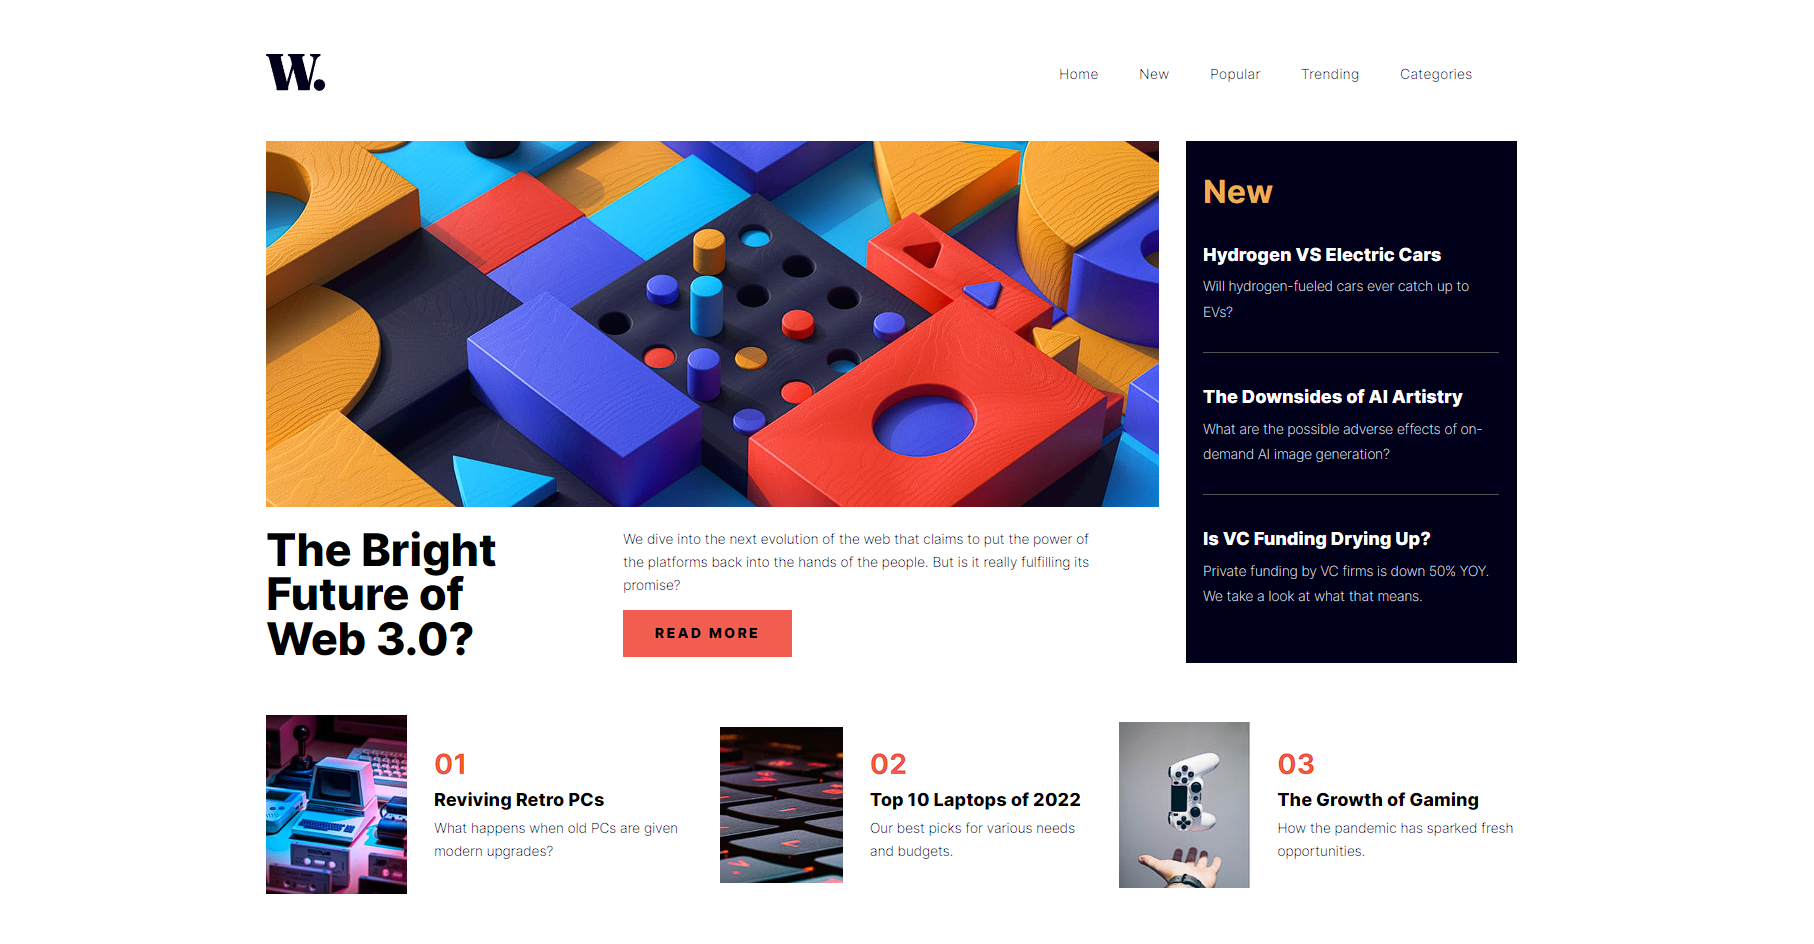 W.
Home New Popular Trending Categories
New
Hydrogen VS Electric Cars
Will hydrogen-fueled cars ever catch up to
EVs?
The Downsides of AI Artistry
What are the possible adverse effects of on-
demand AI image generation?
Is VC Funding Drying Up?
Private funding by VC firms is down 50% YOY.
We take a look at what that means.
The Bright
Future of
Web 3.0?
We dive into the next evolution of the web that claims to put the power of
the platforms back into the hands of the people. But is it really fulfilling its
promise?
READ MORE
01
Reviving Retro PCs
What happens when old PCs are given
modern upgrades?
02
Top 10 Laptops of 2022
Our best picks for various needs
and budgets.
03
The Growth of Gaming
How the pandemic has sparked fresh
opportunities.